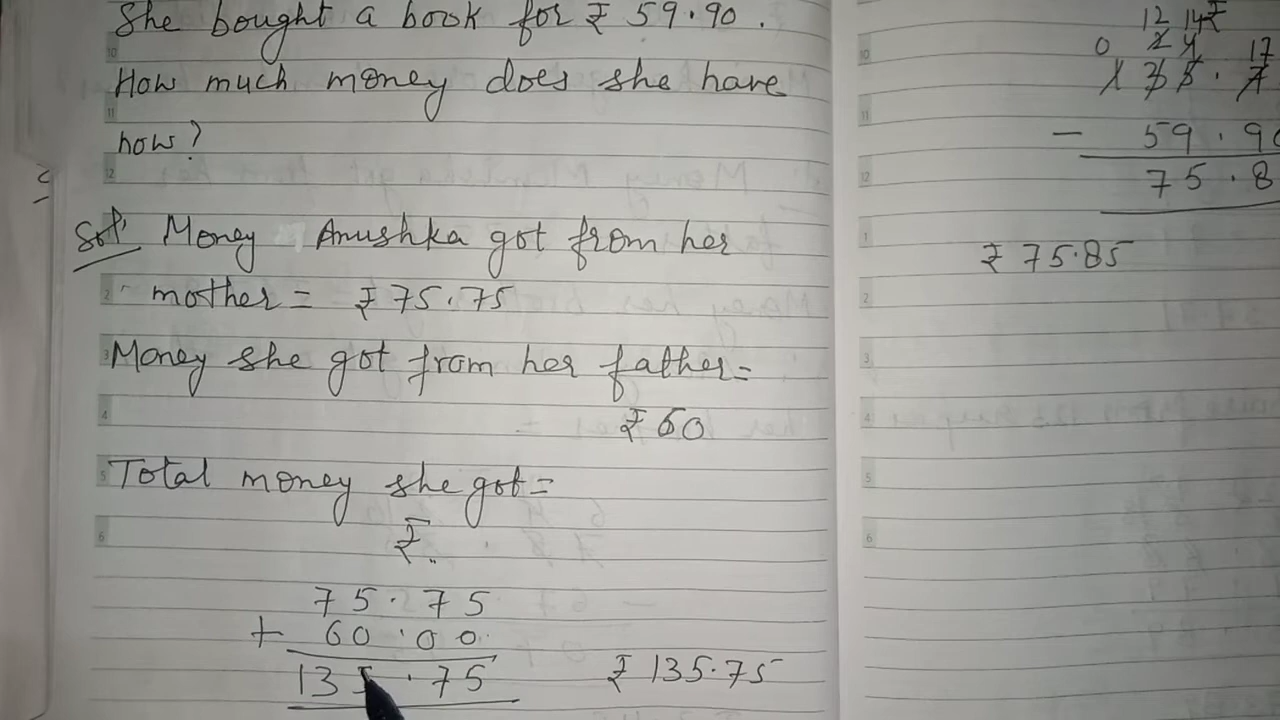 She bought a book for ₹ 59.90.
How much money does she have
now?
Solⁿ Money Anushka got from her
mother = ₹ 75.75
Money she got from her father =
₹ 60
Total money she got =
₹.
75.75
+ 60.00
135.75 ₹ 135.75
12 14 ₹
0 2 4 17
1 3 5 . 7
- 59.90
75.8
₹ 75.85